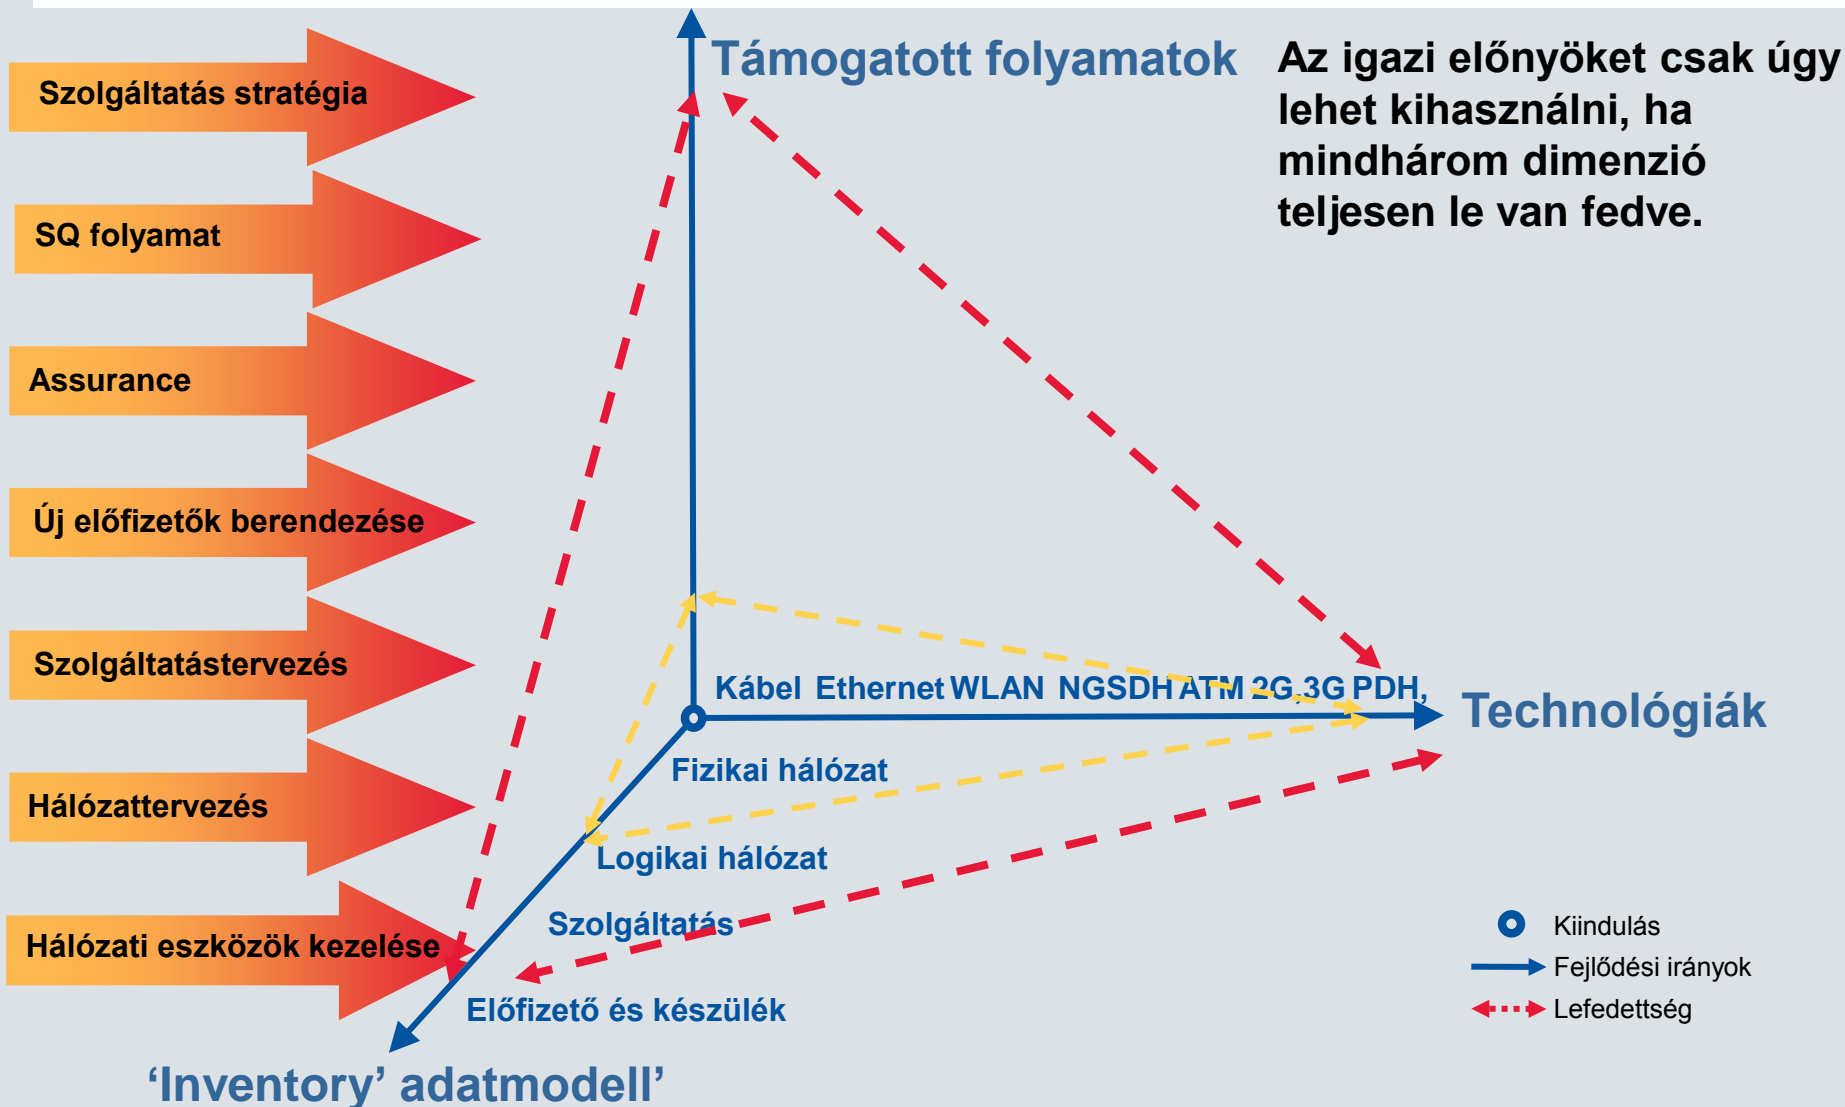 Támogatott folyamatok
Az igazi előnyöket csak úgy
lehet kihasználni, ha
mindhárom dimenzió
teljesen le van fedve.
Szolgáltatás stratégia
SQ folyamat
Assurance
Új előfizetők berendezése
Szolgáltatástervezés
Hálózattervezés
Hálózati eszközök kezelése
Kábel Ethernet WLAN NGSDH ATM 2G,3G PDH,
Technológiák
Fizikai hálózat
Logikai hálózat
Szolgáltatás
Előfizető és készülék
‘Inventory’ adatmodell’
Kiindulás
Fejlődési irányok
Lefedettség